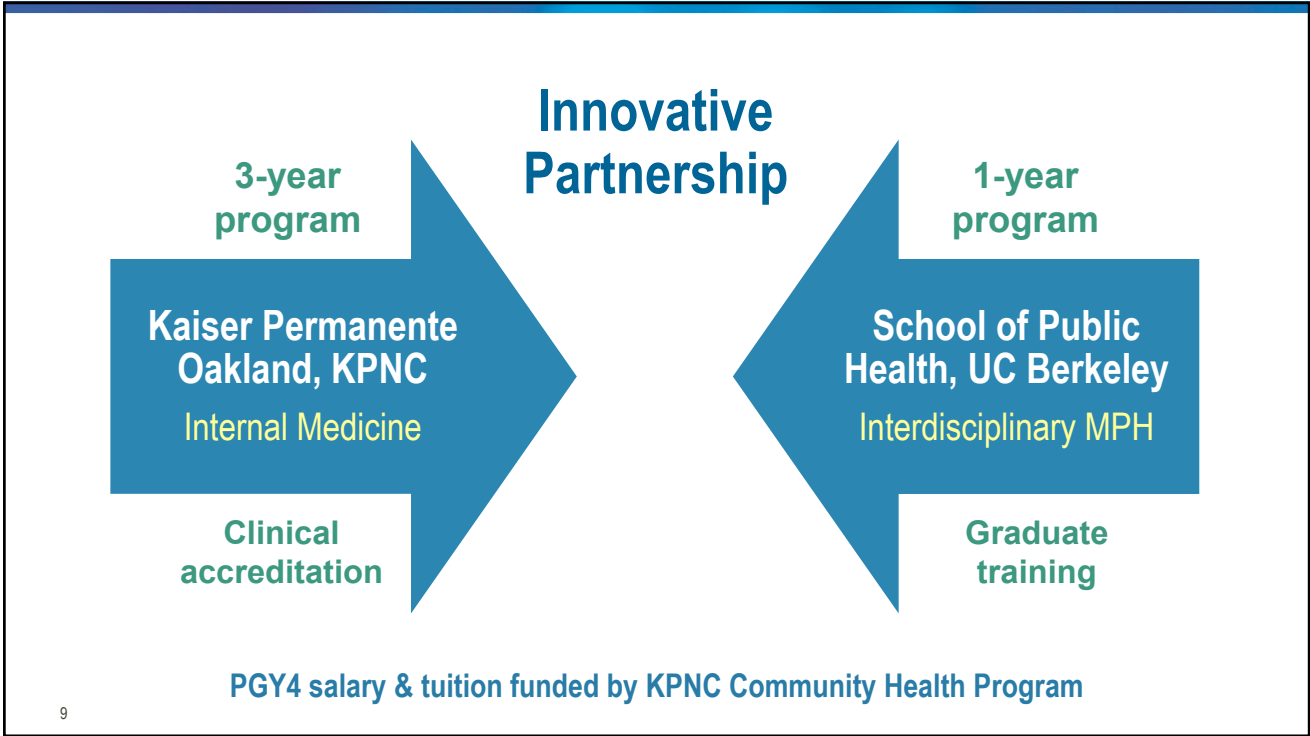 Innovative
Partnership
3-year
program
Kaiser Permanente
Oakland, KPNC
Internal Medicine
Clinical
accreditation
1-year
program
School of Public
Health, UC Berkeley
Interdisciplinary MPH
Graduate
training
PGY4 salary & tuition funded by KPNC Community Health Program
9